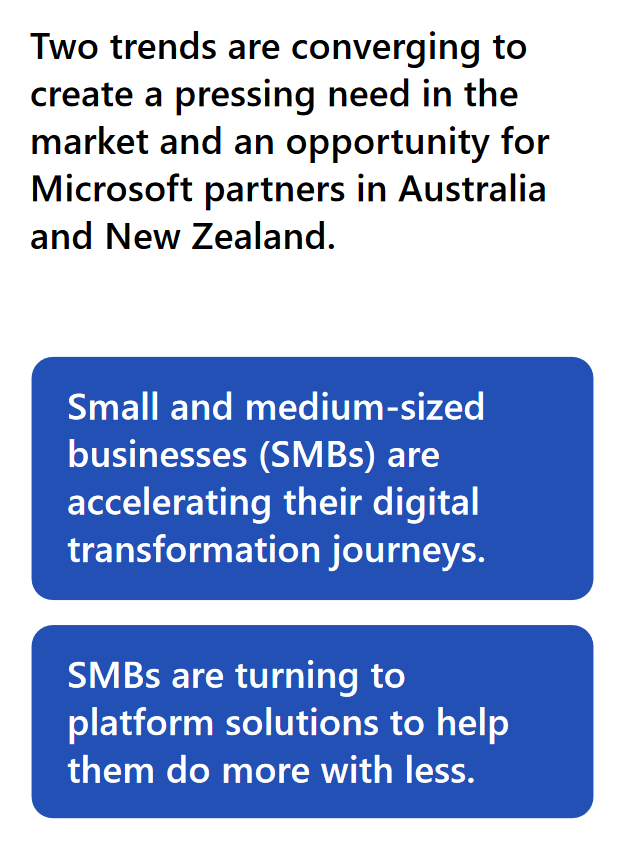 Two trends are converging to
create a pressing need in the
market and an opportunity for
Microsoft partners in Australia
and New Zealand.
Small and medium-sized
businesses (SMBs) are
accelerating their digital
transformation journeys.
SMBs are turning to
platform solutions to help
them do more with less.